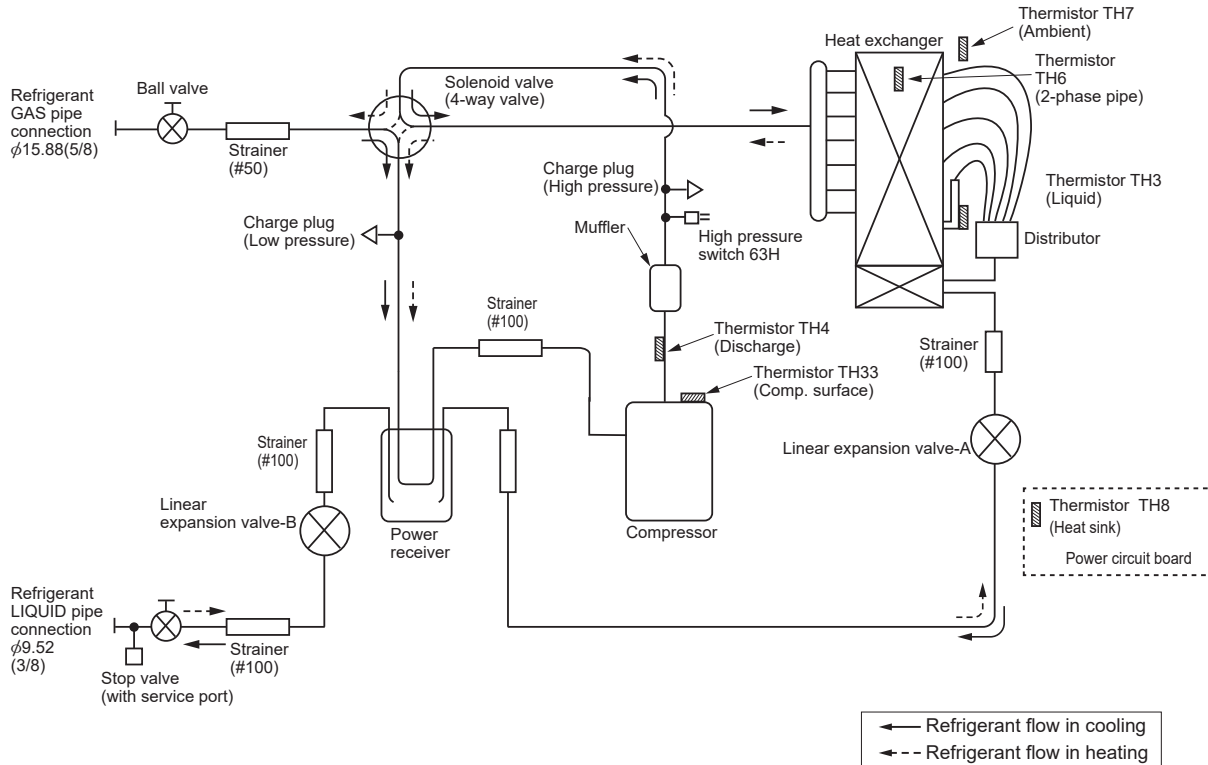 Thermistor TH7
(Ambient)
Heat exchanger
Thermistor
TH6
(2-phase pipe)
Solenoid valve
(4-way valve)
Ball valve
Refrigerant
GAS pipe
connection
ϕ15.88(5/8)
Strainer
(#50)
Charge plug
(High pressure)
Thermistor TH3
(Liquid)
Charge plug
(Low pressure)
Muffler
High pressure
switch 63H
Distributor
Strainer
(#100)
Thermistor TH4
(Discharge)
Strainer
(#100)
Thermistor TH33
(Comp. surface)
Strainer
(#100)
Linear expansion valve-A
Linear
expansion valve-B
Thermistor TH8
(Heat sink)
Power circuit board
Power
receiver
Compressor
Refrigerant
LIQUID pipe
connection
ϕ9.52
(3/8)
Strainer
(#100)
Stop valve
(with service port)
Refrigerant flow in cooling
Refrigerant flow in heating